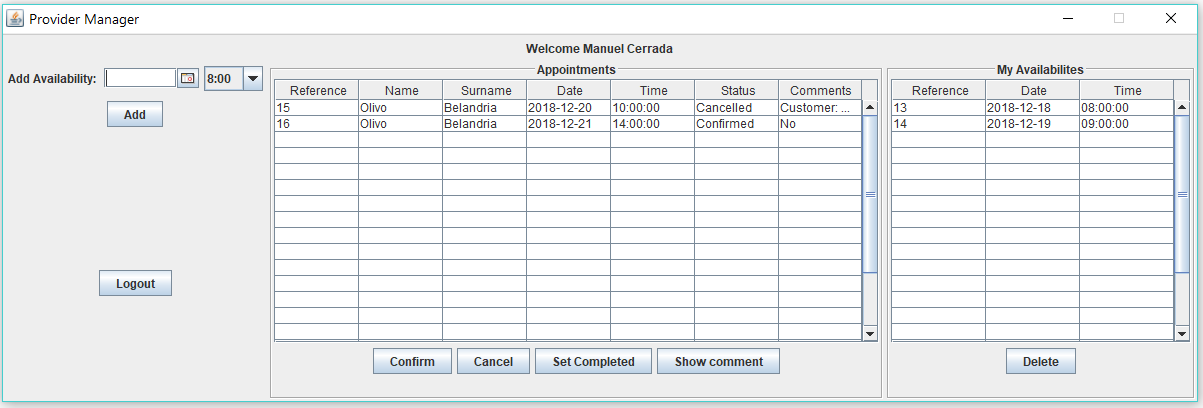 Provider Manager
Welcome Manuel Cerrada
Add Availability: 8:00
Add
Logout
Appointments
Reference Name Surname Date Time Status Comments
15 Olivo Belandria 2018-12-20 10:00:00 Cancelled Customer: ...
16 Olivo Belandria 2018-12-21 14:00:00 Confirmed No
Confirm Cancel Set Completed Show comment
My Availabilites
Reference Date Time
13 2018-12-18 08:00:00
14 2018-12-19 09:00:00
Delete